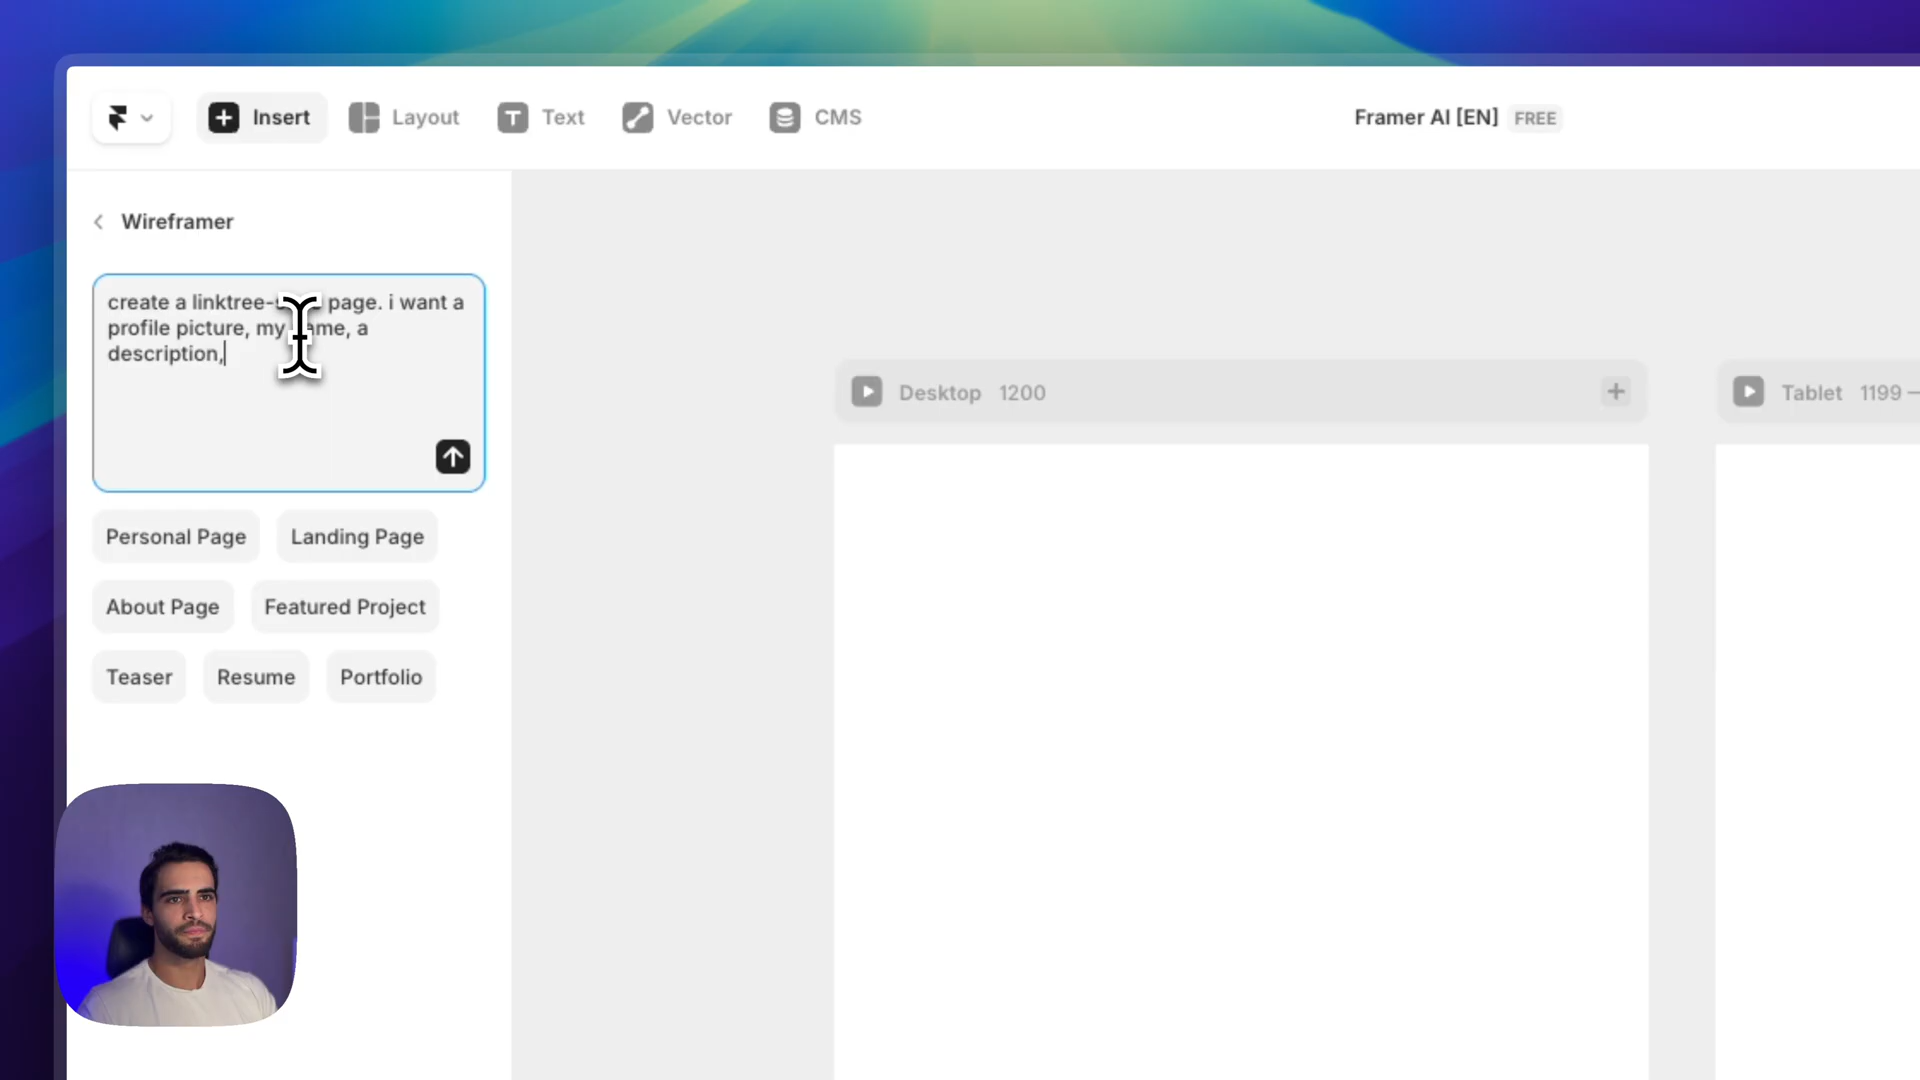 Insert Layout Text Vector CMS Framer AI [EN] FREE
Wireframer
create a linktree- page. i want a
profile picture, my me, a
description,
Desktop 1200
Tablet 1199 —
Personal Page Landing Page
About Page Featured Project
Teaser Resume Portfolio